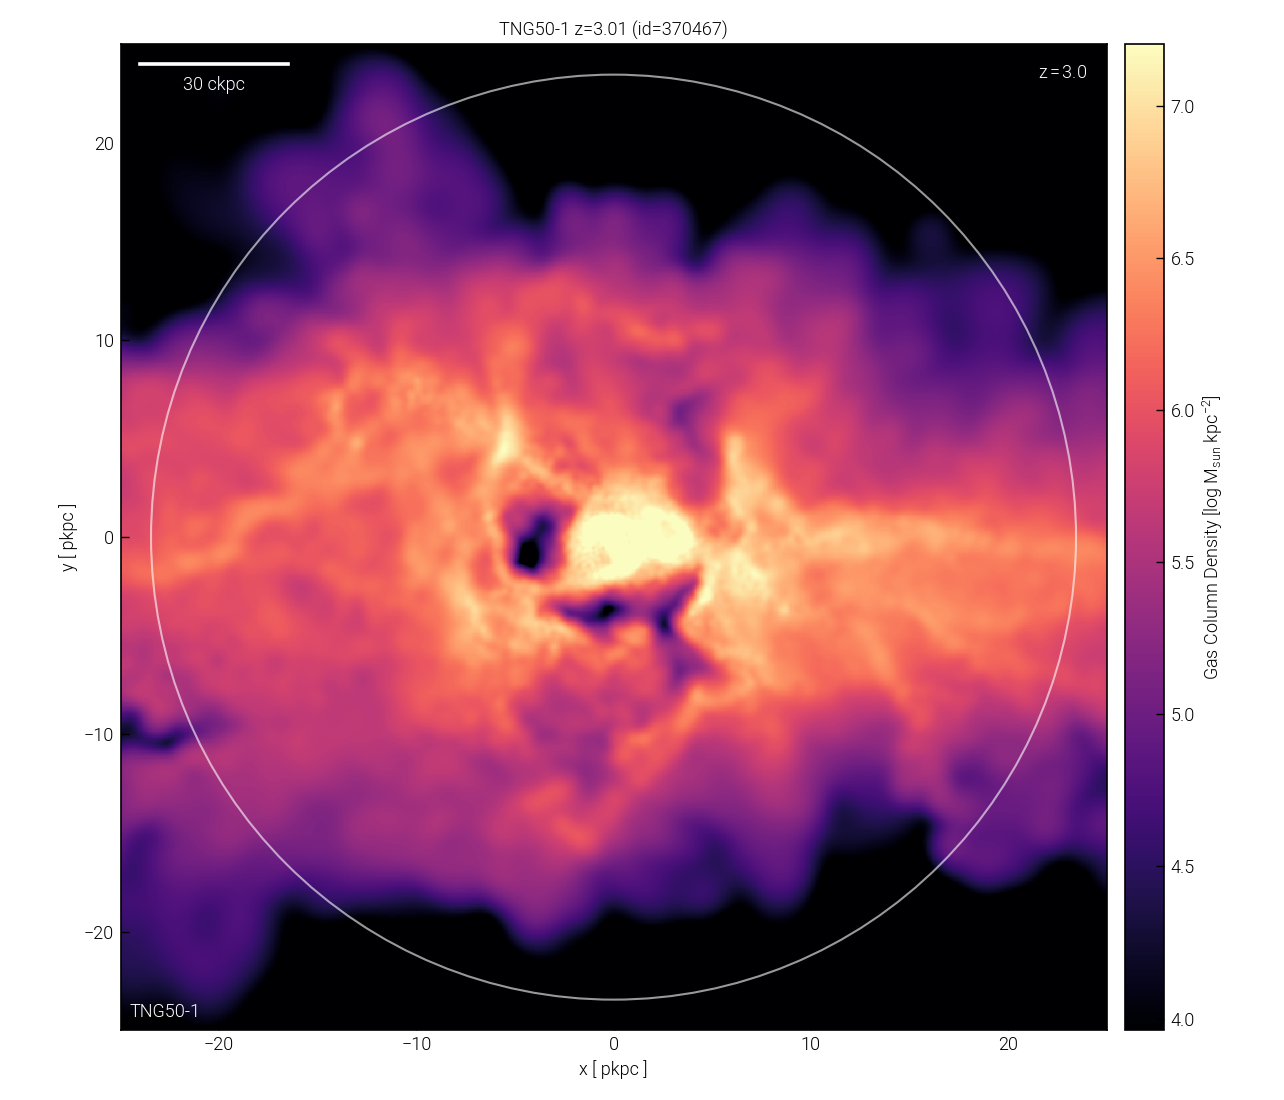 TNG50-1 z=3.01 (id=370467)
30 ckpc
z=3.0
TNG50-1
20
10
0
−10
−20
y [ pkpc ]
−20
−10
0
10
20
x [ pkpc ]
7.0
6.5
6.0
5.5
5.0
4.5
4.0
Gas Column Density [log M_sun kpc^−2]